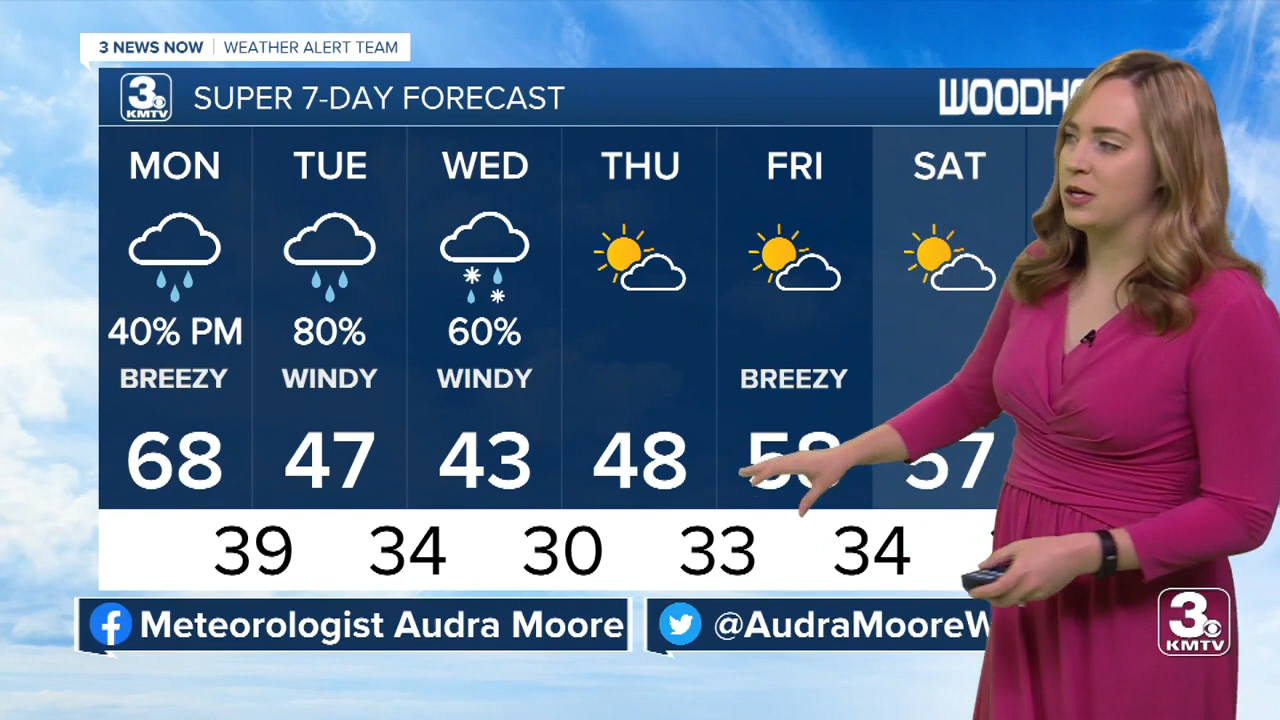 3 NEWS NOW | WEATHER ALERT TEAM
3 KMTV SUPER 7-DAY FORECAST
MON TUE WED THU FRI SAT
40% PM 80% 60%
BREEZY WINDY WINDY BREEZY
68 47 43 48 58 57
39 34 30 33 34
Meteorologist Audra Moore @AudraMooreW
3 KMTV